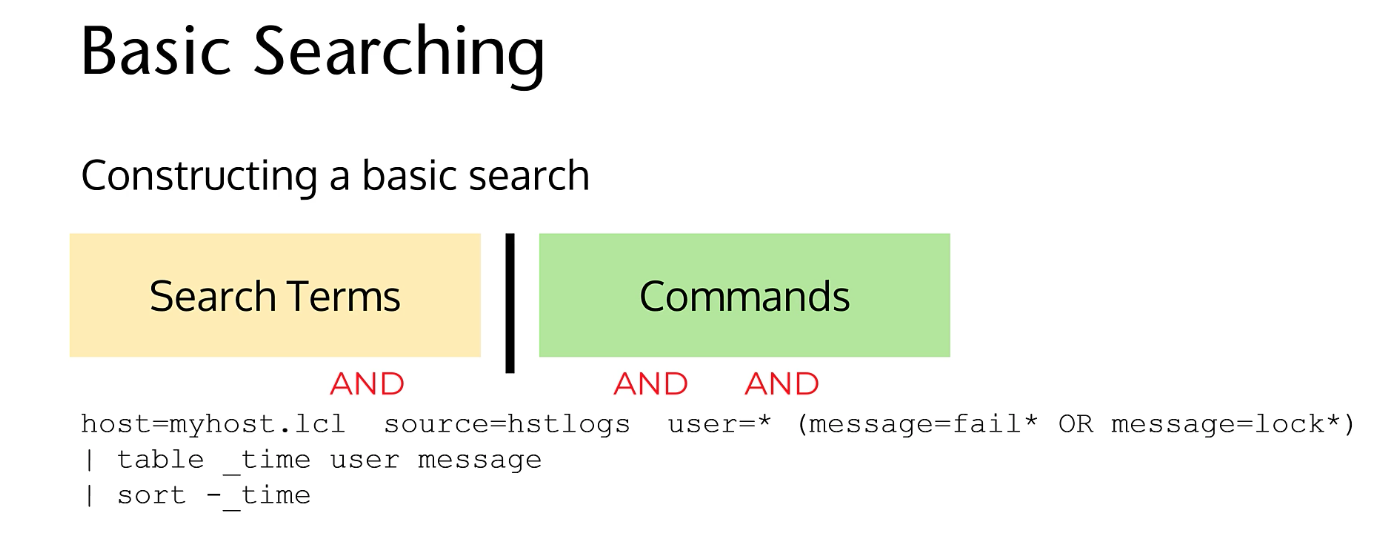 Basic Searching
Constructing a basic search
Search Terms
Commands
AND AND AND
host=myhost.lcl source=hstlogs user=* (message=fail* OR message=lock*)
| table _time user message
| sort -_time